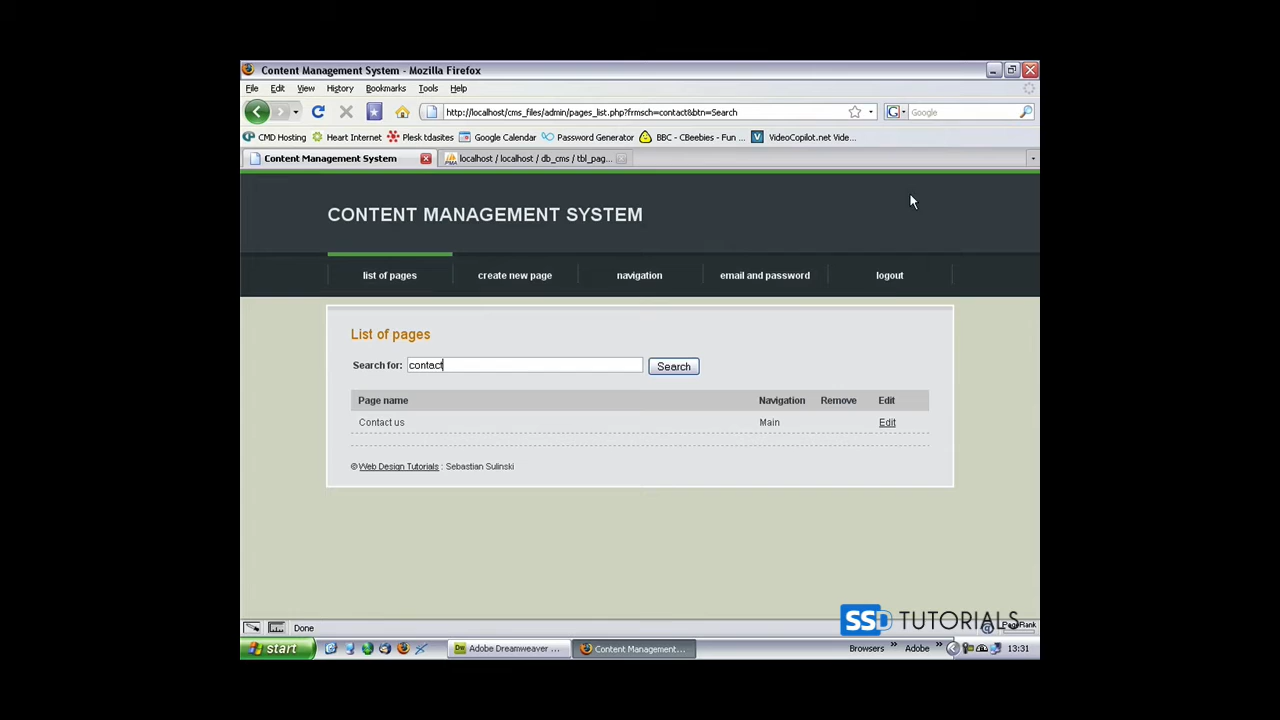 Content Management System - Mozilla Firefox
File Edit View History Bookmarks Tools Help
http://localhost/cms_files/admin/pages_list.php?frmsch=contact&btn=Search
Google
CMD Hosting Heart Internet Plesk tdasites Google Calendar Password Generator BBC - CBeebies - Fun ... VideoCopilot.net Vide...
Content Management System localhost / localhost / db_cms / tbl_pag...
CONTENT MANAGEMENT SYSTEM
list of pages create new page navigation email and password logout
List of pages
Search for: contact Search
Page name Navigation Remove Edit
Contact us Main Edit
© Web Design Tutorials : Sebastian Sulinski
SSD TUTORIALS
Done PageRank
start Adobe Dreamweaver ... Content Management... Browsers » Adobe » 13:31